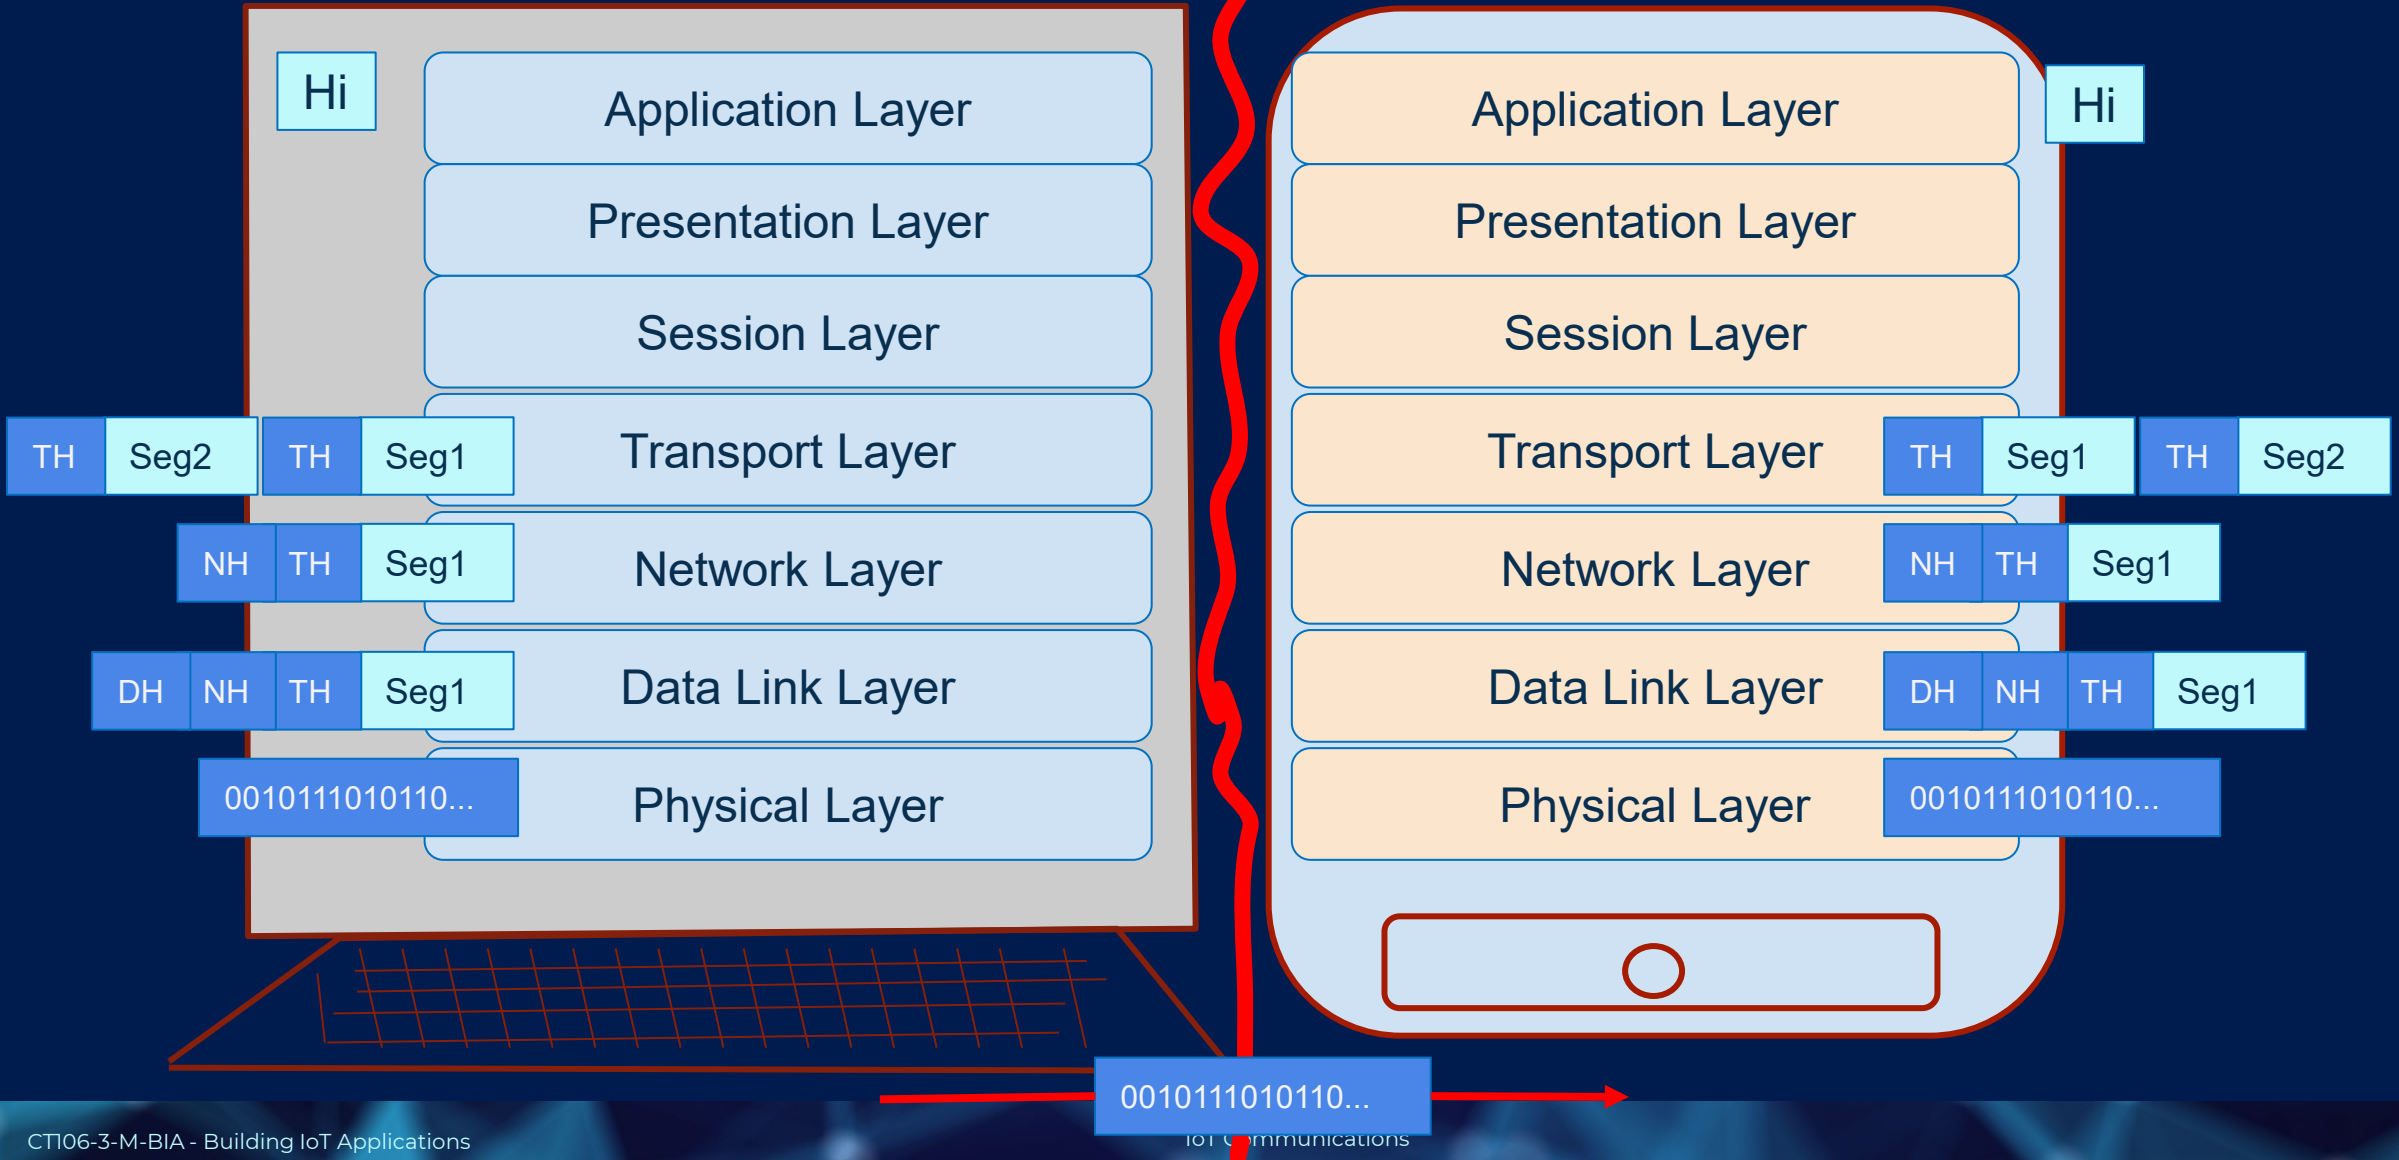 Hi
Application Layer
Presentation Layer
Session Layer
TH Seg2 TH Seg1 Transport Layer
NH TH Seg1 Network Layer
DH NH TH Seg1 Data Link Layer
0010111010110... Physical Layer
Application Layer Hi
Presentation Layer
Session Layer
Transport Layer TH Seg1 TH Seg2
Network Layer NH TH Seg1
Data Link Layer DH NH TH Seg1
Physical Layer 0010111010110...
0010111010110...
CT106-3-M-BIA - Building IoT Applications
IoT Communications